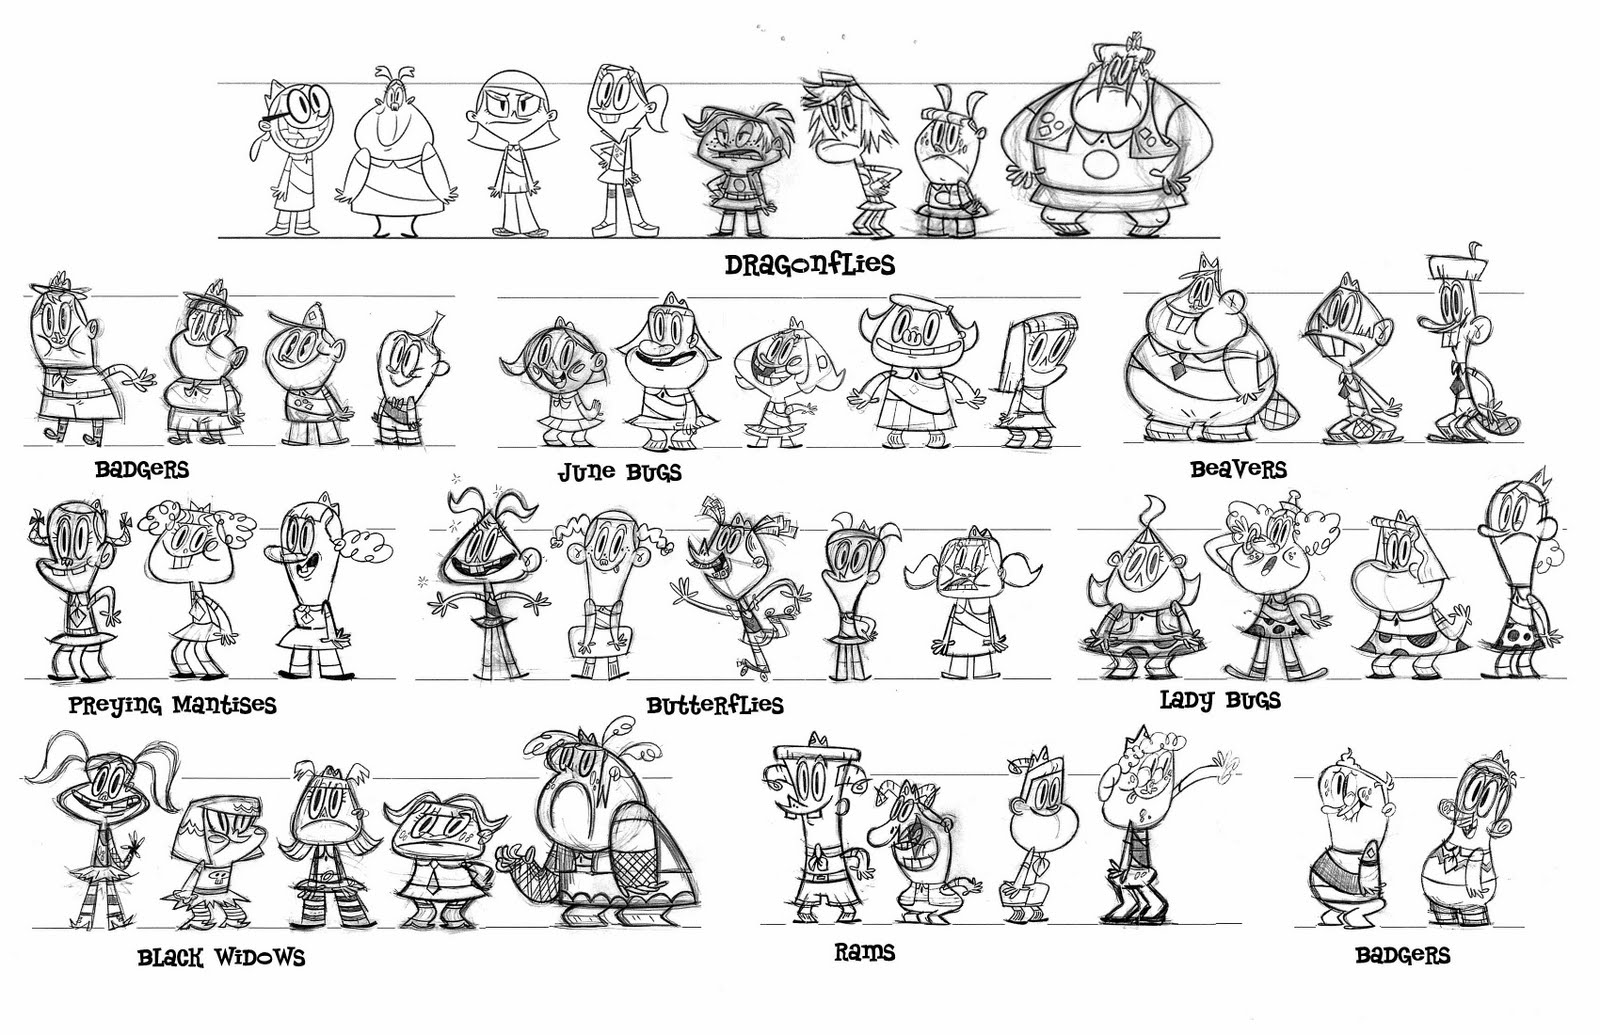 Dragonflies
Badgers
June Bugs
Beavers
Preying Mantises
Butterflies
Lady Bugs
Black Widows
Rams
Badgers